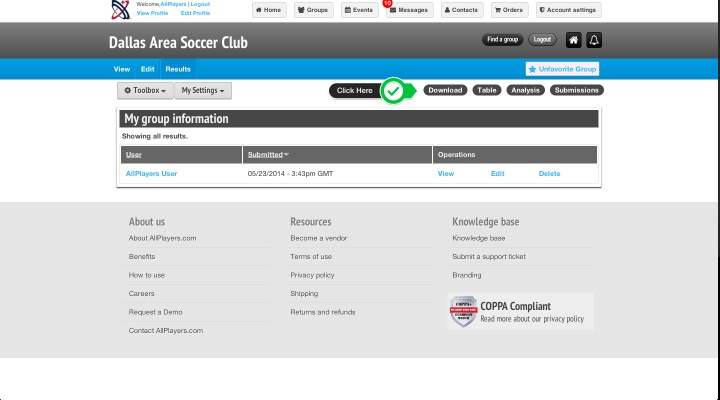 Welcome, AllPlayers | Logout
View Profile Edit Profile
Home Groups Events 10 Messages Contacts Orders Account settings
Dallas Area Soccer Club
Find a group Logout
View Edit Results
Unfavorite Group
Toolbox My Settings
Click Here Download Table Analysis Submissions
My group information
Showing all results.
User Submitted Operations
AllPlayers User 05/23/2014 - 3:43pm GMT View Edit Delete
About us Resources Knowledge base
About AllPlayers.com Become a vendor Knowledge base
Benefits Terms of use Submit a support ticket
How to use Privacy policy Branding
Careers Shipping
Request a Demo Returns and refunds
Contact AllPlayers.com
COPPA Compliant
Read more about our privacy policy